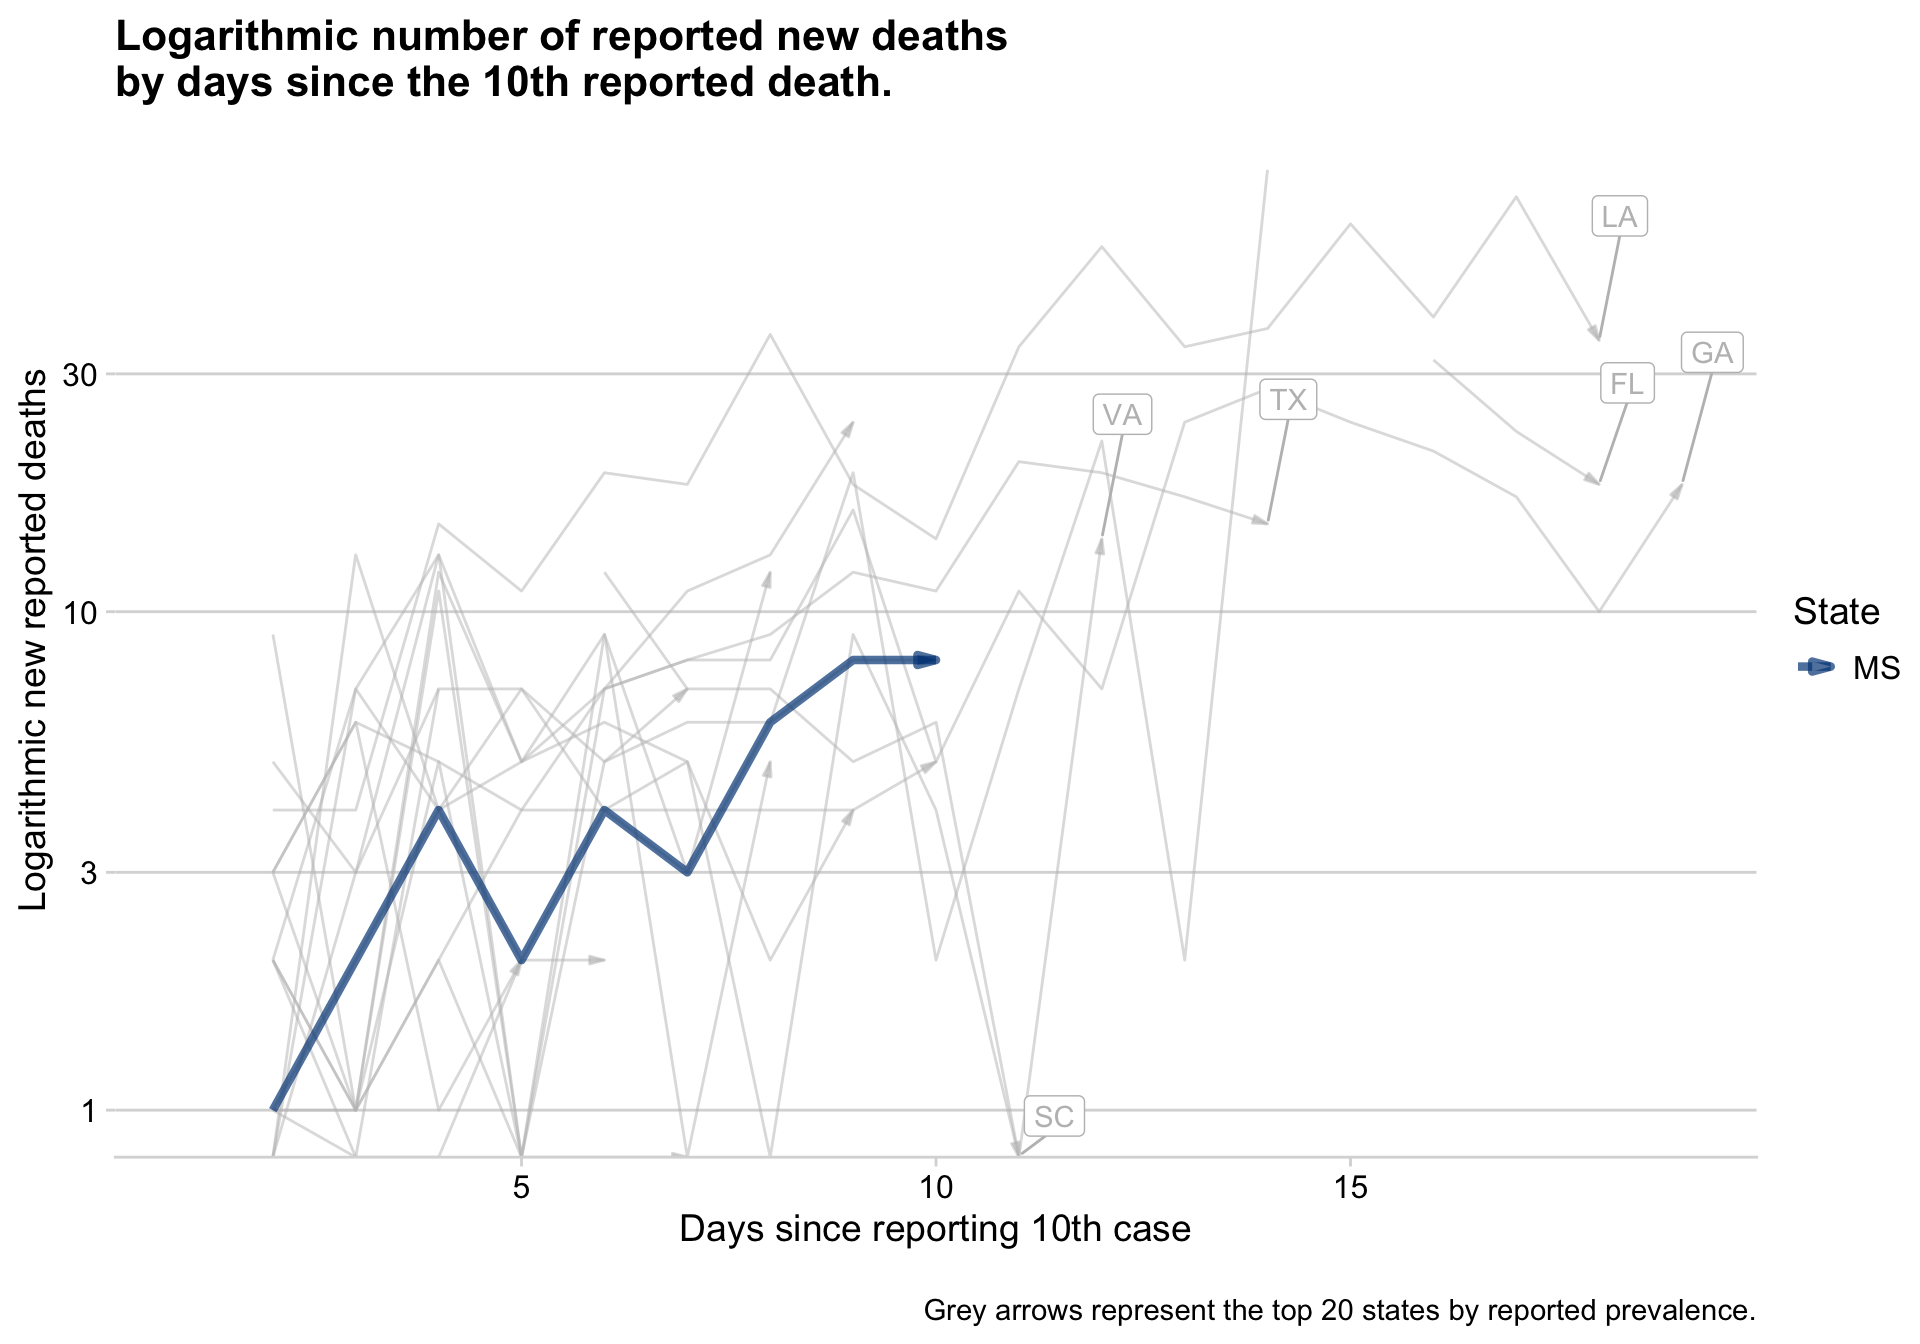 Logarithmic number of reported new deaths
by days since the 10th reported death.
LA
GA
FL
TX
VA
SC
30
10
3
1
Logarithmic new reported deaths
5
10
15
Days since reporting 10th case
State
MS
Grey arrows represent the top 20 states by reported prevalence.